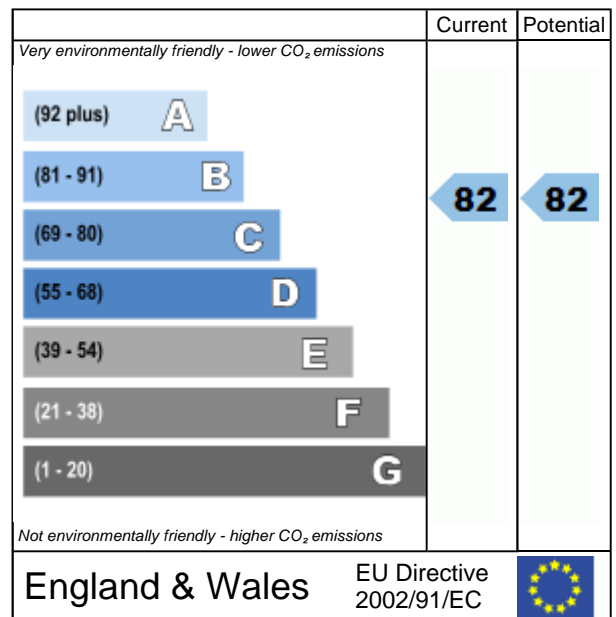 Current Potential
Very environmentally friendly - lower CO₂ emissions
(92 plus) A
(81 - 91) B
82 82
(69 - 80) C
(55 - 68) D
(39 - 54) E
(21 - 38) F
(1 - 20) G
Not environmentally friendly - higher CO₂ emissions
England & Wales
EU Directive
2002/91/EC